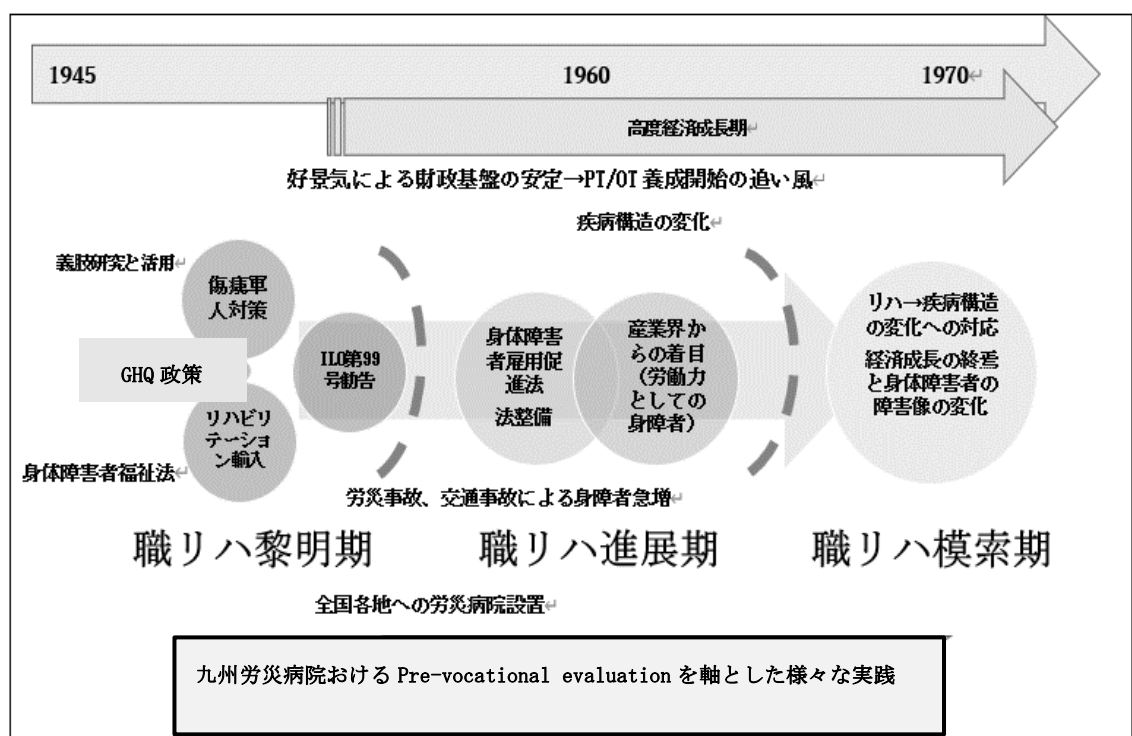 1945
1960
1970
高度経済成長期
好景気による財政基盤の安定→PT/OT 養成開始の追い風
疾病構造の変化
義肢研究と活用
傷痍軍
人対策
GHQ 政策
リハビリ
テーショ
ン輸入
身体障害者福祉法
ILO第99
号勧告
身体障害
者雇用促
進法
法整備
産業界か
らの着目
（労働力
としての
身障者）
リハ→疾病構造
の変化への対応
経済成長の終焉
と身体障害者の
障害像の変化
労災事故、交通事故による身障者急増
職リハ黎明期
職リハ進展期
職リハ模索期
全国各地への労災病院設置
九州労災病院おける Pre-vocational evaluation を軸とした様々な実践